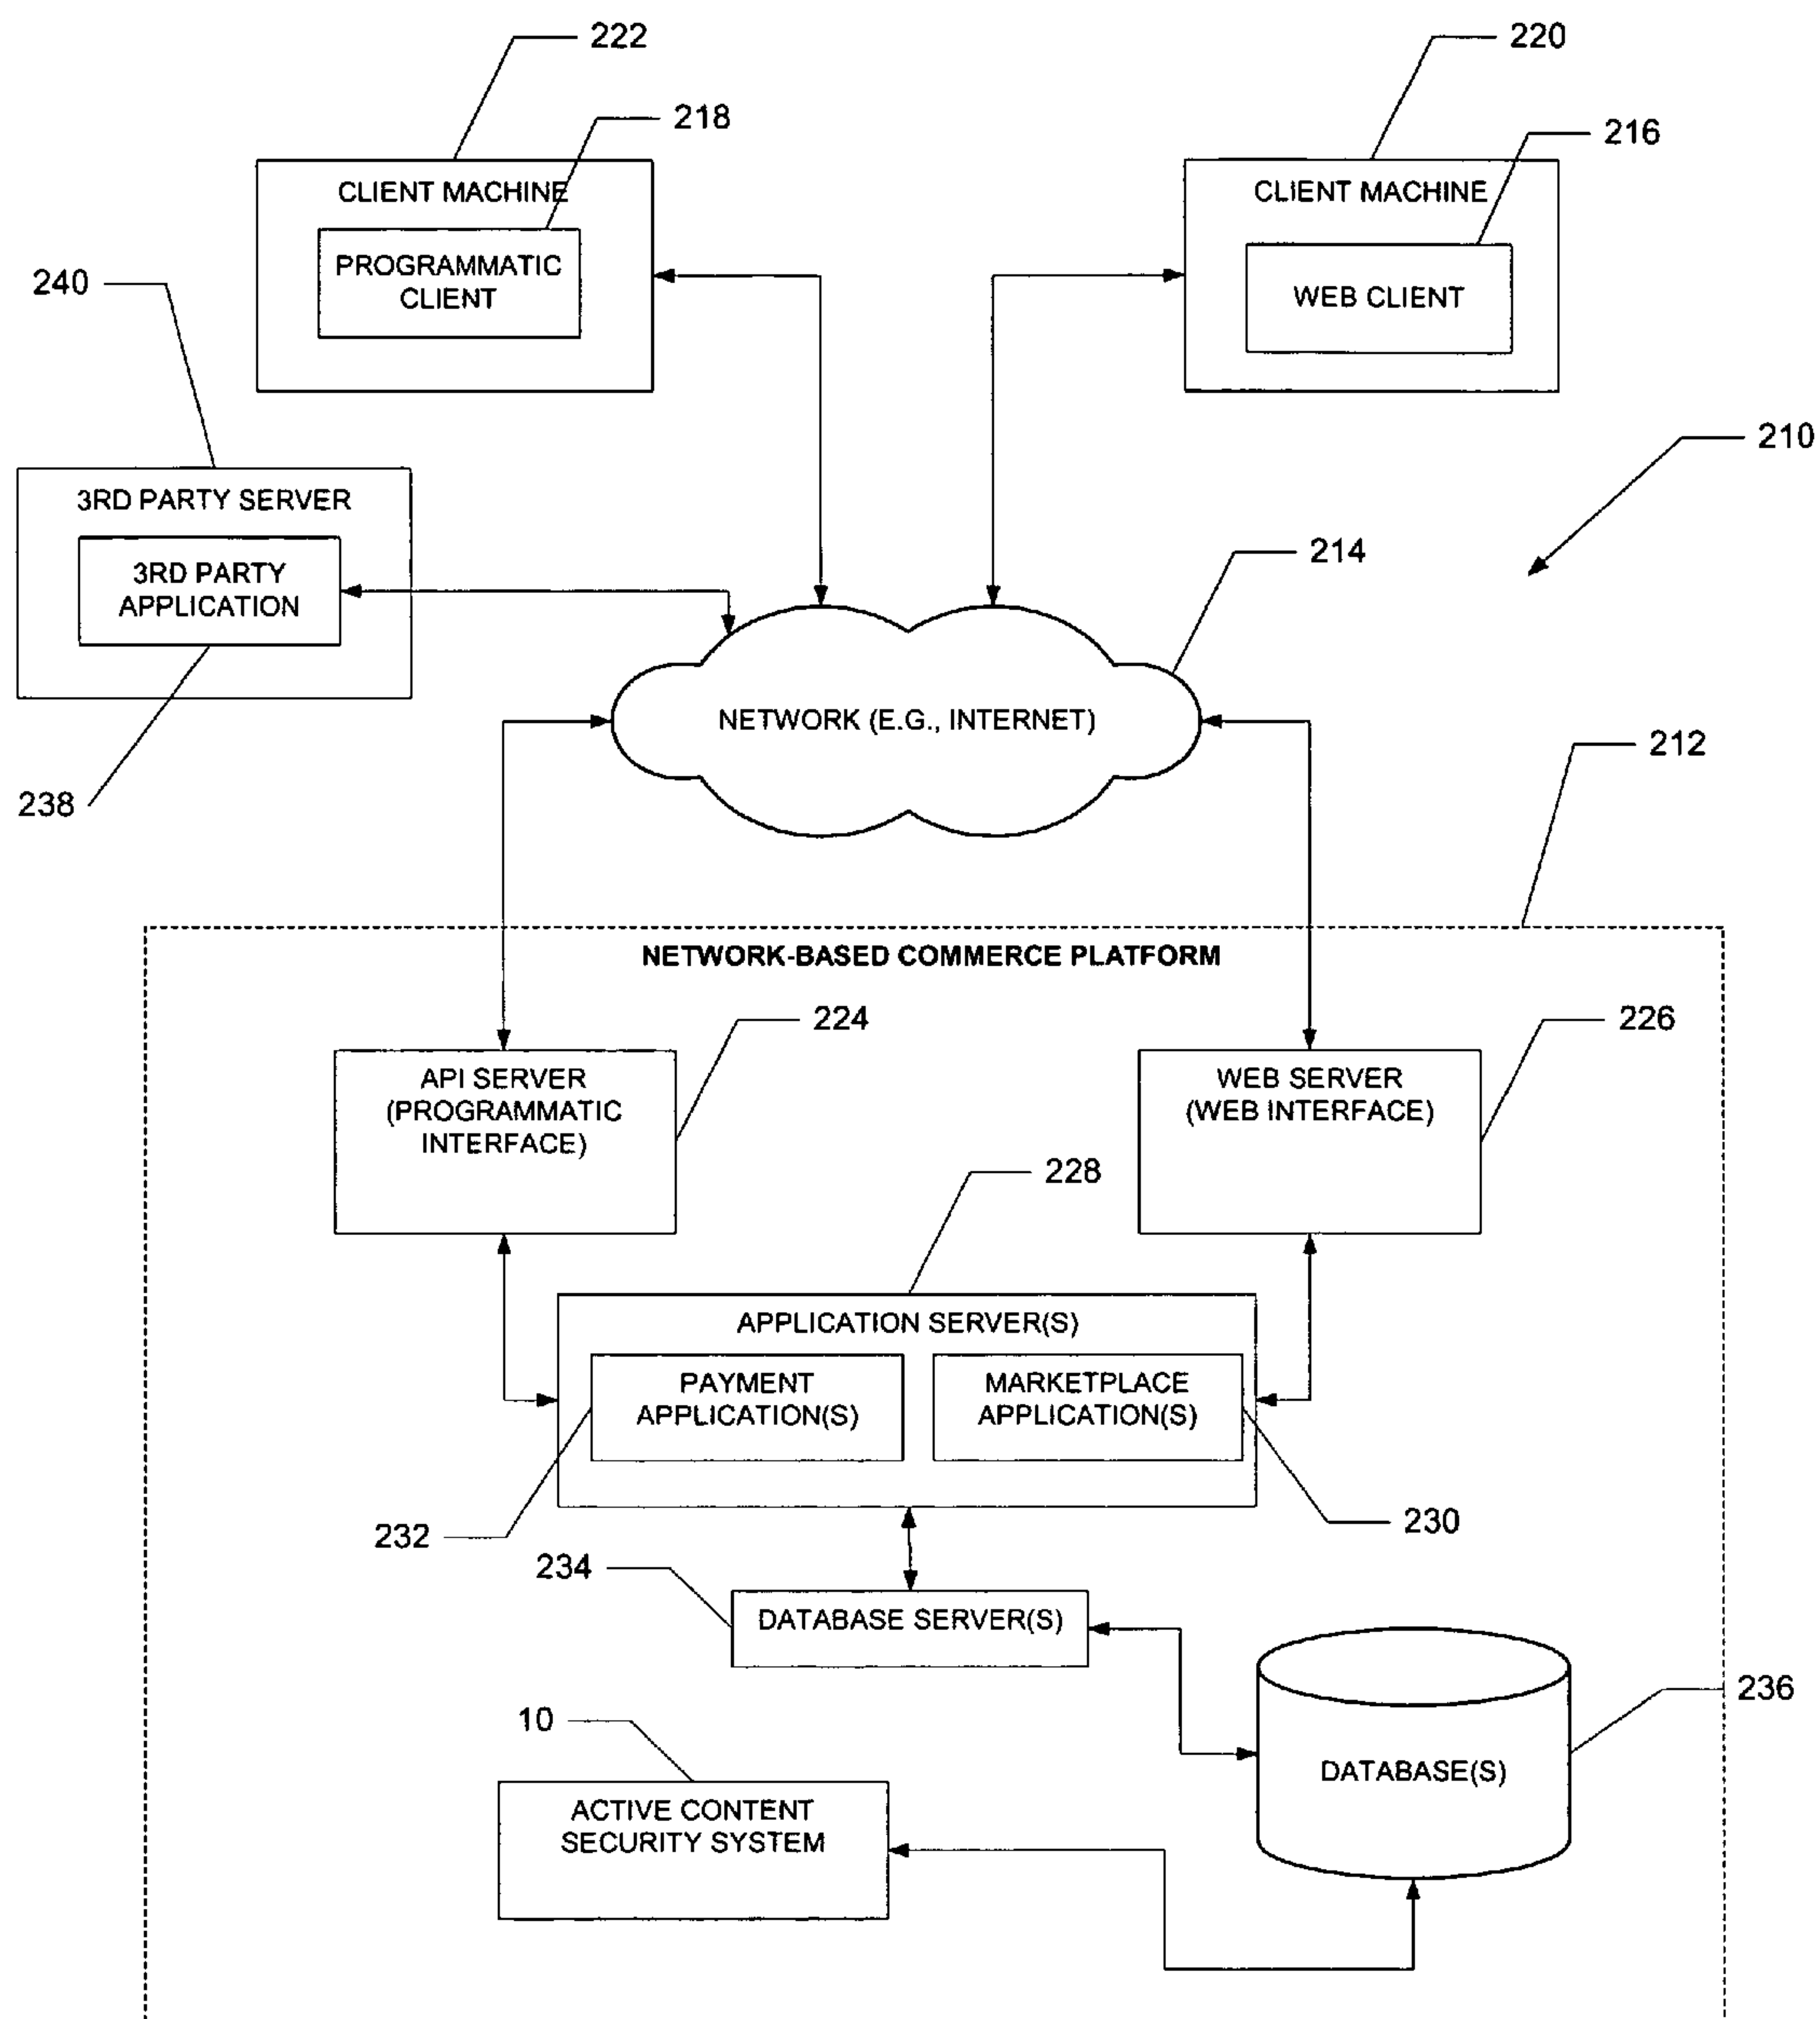 222
220
218
216
CLIENT MACHINE
PROGRAMMATIC
CLIENT
CLIENT MACHINE
WEB CLIENT
240
210
3RD PARTY SERVER
3RD PARTY
APPLICATION
214
NETWORK (E.G., INTERNET)
238
212
NETWORK-BASED COMMERCE PLATFORM
224
226
API SERVER
(PROGRAMMATIC
INTERFACE)
WEB SERVER
(WEB INTERFACE)
228
APPLICATION SERVER(S)
PAYMENT
APPLICATION(S)
MARKETPLACE
APPLICATION(S)
232
230
234
DATABASE SERVER(S)
236
10
DATABASE(S)
ACTIVE CONTENT
SECURITY SYSTEM